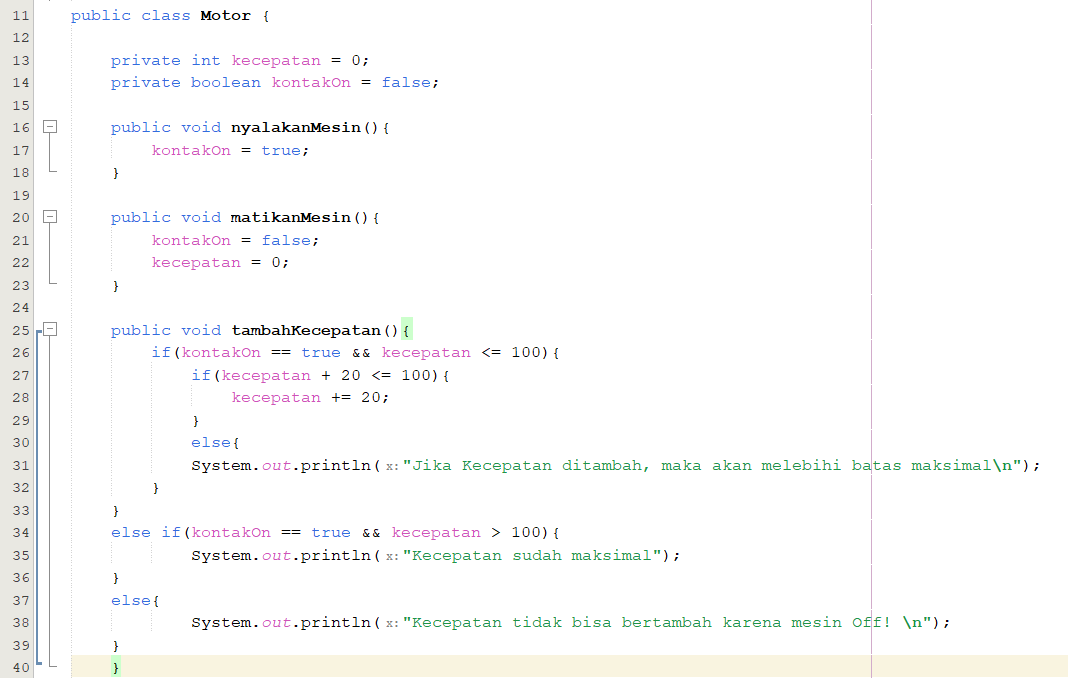 11 public class Motor {
12
13     private int kecepatan = 0;
14     private boolean kontakOn = false;
15
16     public void nyalakanMesin(){
17         kontakOn = true;
18     }
19
20     public void matikanMesin(){
21         kontakOn = false;
22         kecepatan = 0;
23     }
24
25     public void tambahKecepatan(){
26         if(kontakOn == true && kecepatan <= 100){
27             if(kecepatan + 20 <= 100){
28                 kecepatan += 20;
29             }
30             else{
31             System.out.println(x:"Jika Kecepatan ditambah, maka akan melebihi batas maksimal\n");
32         }
33     }
34     else if(kontakOn == true && kecepatan > 100){
35             System.out.println(x:"Kecepatan sudah maksimal");
36     }
37     else{
38             System.out.println(x:"Kecepatan tidak bisa bertambah karena mesin Off! \n");
39     }
40     }